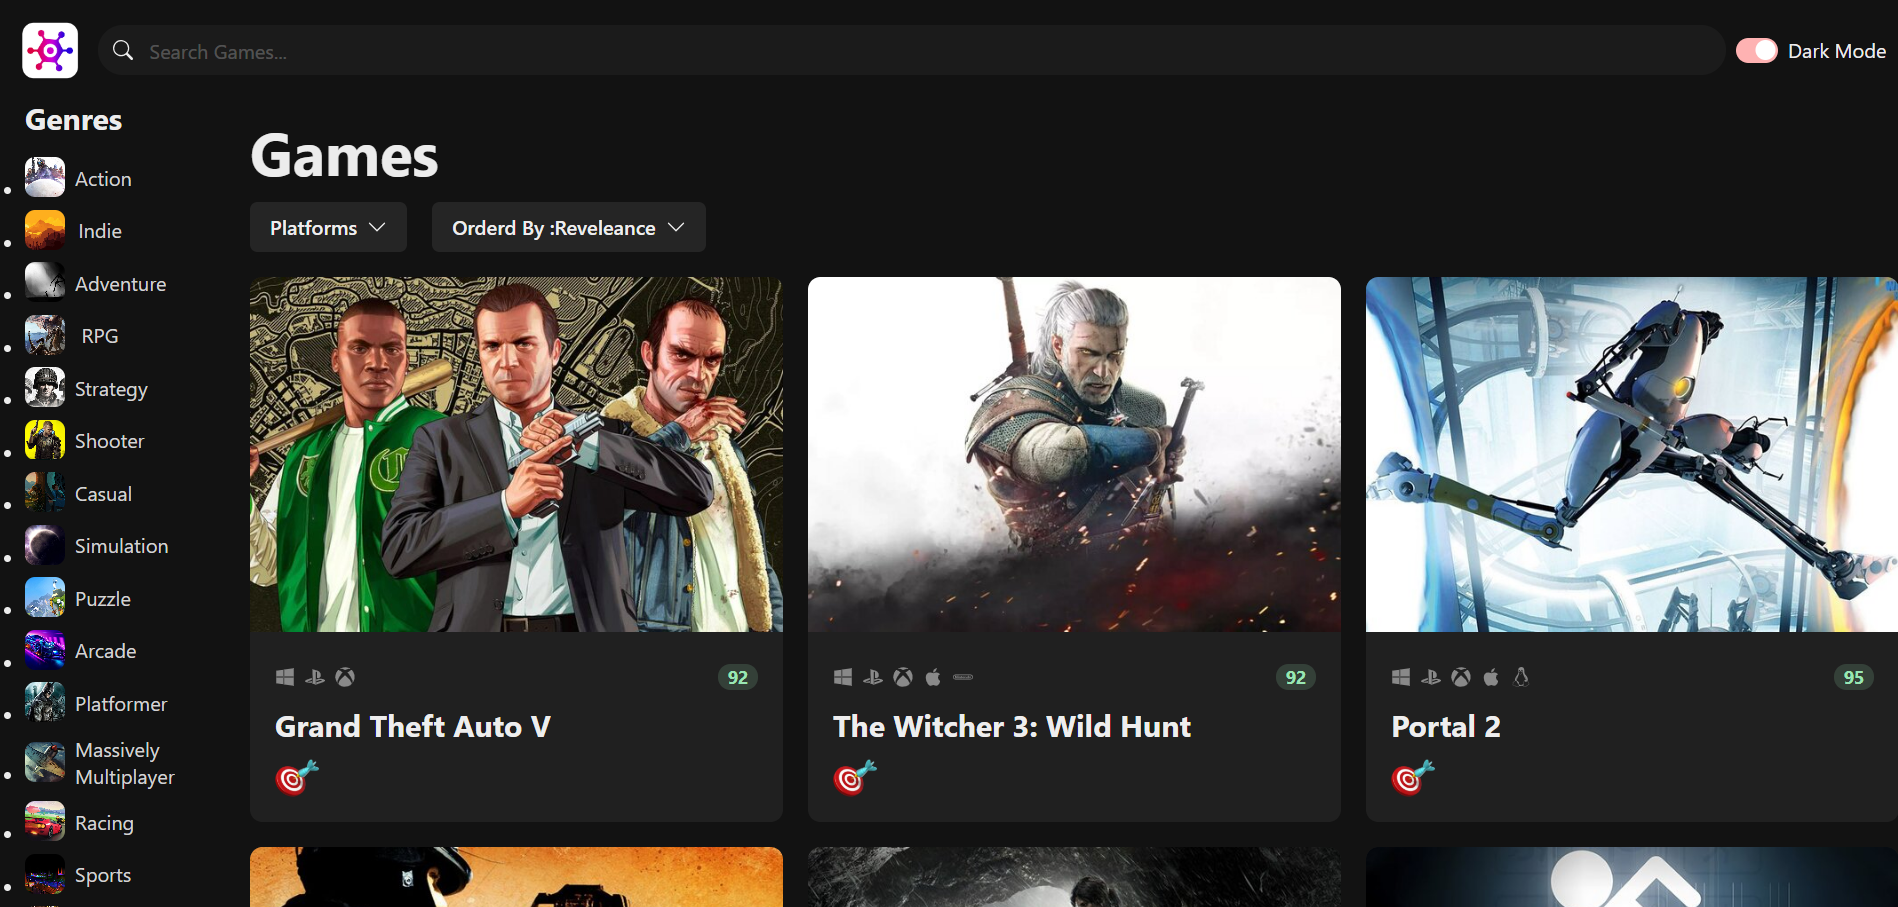 Search Games...
Dark Mode
Genres
Action
Indie
Adventure
RPG
Strategy
Shooter
Casual
Simulation
Puzzle
Arcade
Platformer
Massively
Multiplayer
Racing
Sports
Games
Platforms
Orderd By :Reveleance
92
Grand Theft Auto V
92
The Witcher 3: Wild Hunt
95
Portal 2